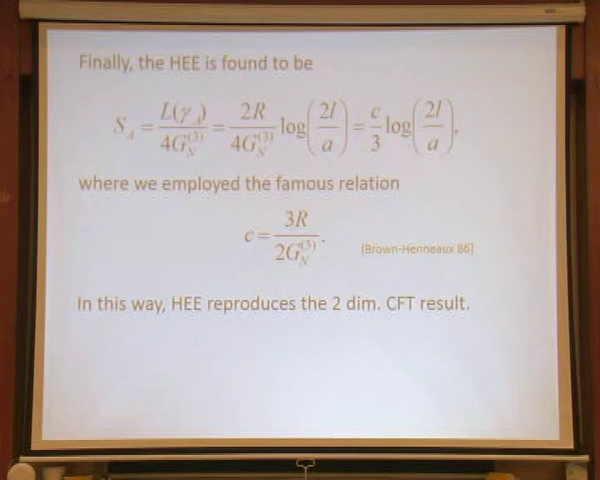 Finally, the HEE is found to be
S_A = L(γ_A) / 4G_N^(3) = 2R / 4G_N^(3) log(2l / a) = c / 3 log(2l / a),
where we employed the famous relation
c = 3R / 2G_N^(3) .
[Brown-Henneaux 86]
In this way, HEE reproduces the 2 dim. CFT result.